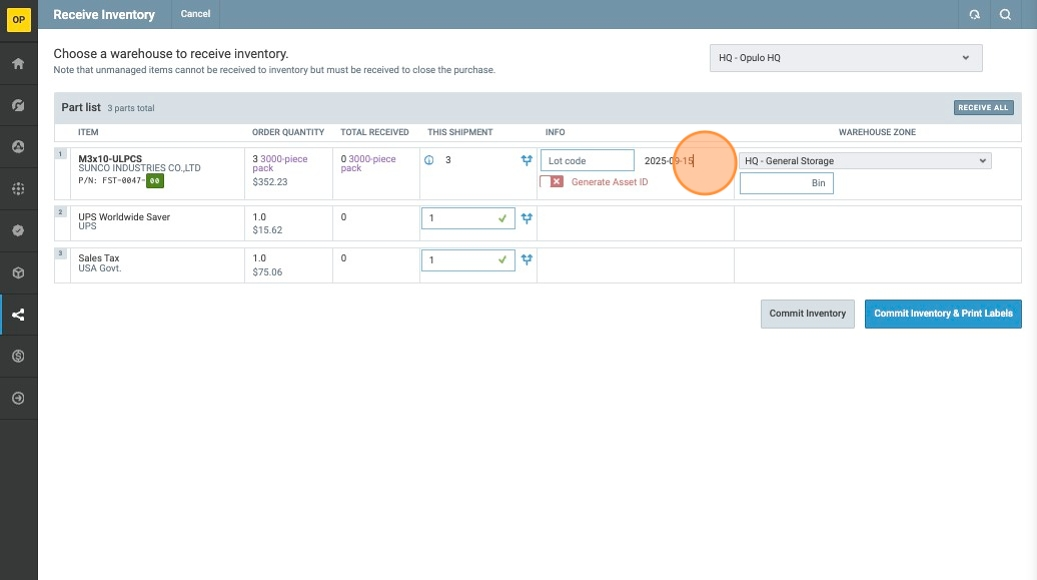 OP
Receive Inventory Cancel
Choose a warehouse to receive inventory.
Note that unmanaged items cannot be received to inventory but must be received to close the purchase.
HQ - Opulo HQ
Part list 3 parts total
RECEIVE ALL
ITEM ORDER QUANTITY TOTAL RECEIVED THIS SHIPMENT INFO WAREHOUSE ZONE
1
M3x10-ULPCS
SUNCO INDUSTRIES CO.,LTD
P/N: FST-0047-00
3 3000-piece
pack
$352.23
0 3000-piece
pack
3
Lot code
2025-09-15
Generate Asset ID
HQ - General Storage
Bin
2
UPS Worldwide Saver
UPS
1.0
$15.62
0
1
3
Sales Tax
USA Govt.
1.0
$75.06
0
1
Commit Inventory
Commit Inventory & Print Labels